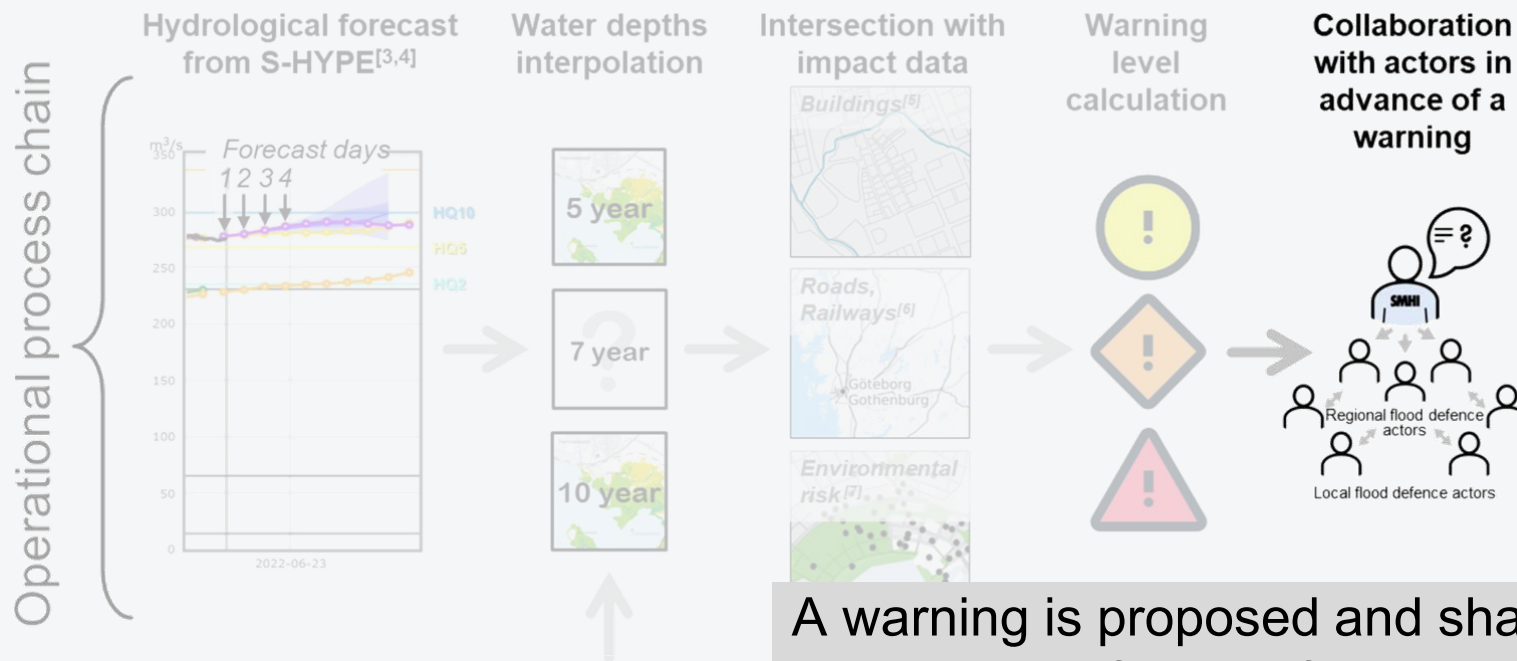 Operational process chain
Hydrological forecast
from S-HYPE[3,4]
m³/s
350
300
250
200
150
100
50
0
Forecast days
1 2 3 4
HQ10
HQ5
HQ2
2022-06-23
Water depths
interpolation
5 year
?
7 year
10 year
Intersection with
impact data
Buildings[5]
Roads,
Railways[6]
Göteborg
Gothenburg
Environmental
risk[7]
Warning
level
calculation
!
!
!
Collaboration
with actors in
advance of a
warning
?
SMHI
Regional flood defence
actors
Local flood defence actors
A warning is proposed and sha